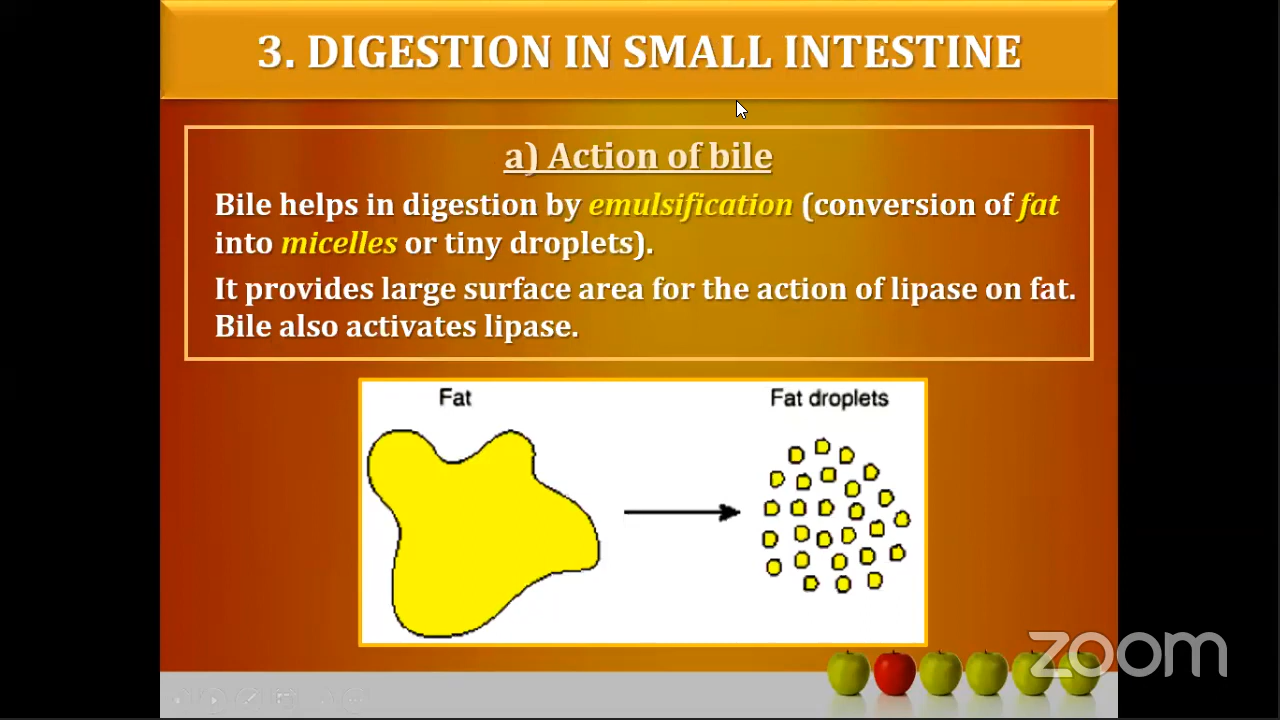 3. DIGESTION IN SMALL INTESTINE
a) Action of bile
Bile helps in digestion by emulsification (conversion of fat
into micelles or tiny droplets).
It provides large surface area for the action of lipase on fat.
Bile also activates lipase.
Fat
Fat droplets
zoom